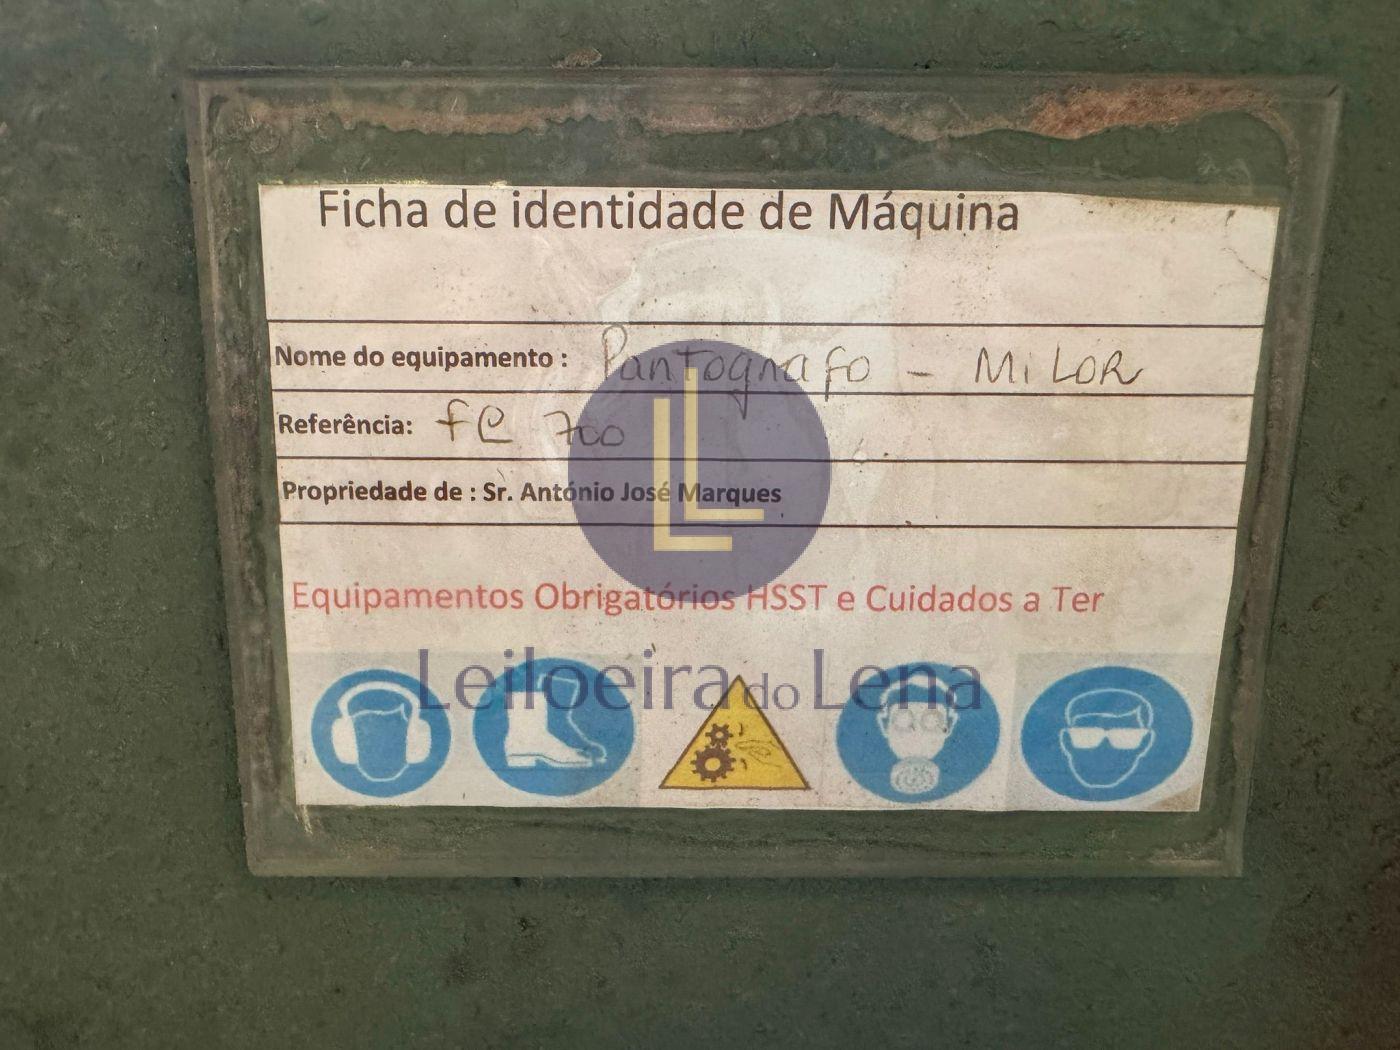 Ficha de identidade de Máquina
Nome do equipamento : Pantografo - MiLOR
Referência: fC 700
Propriedade de : Sr. António José Marques
LL
Equipamentos Obrigatórios HSST e Cuidados a Ter
Leiloeira do Lena